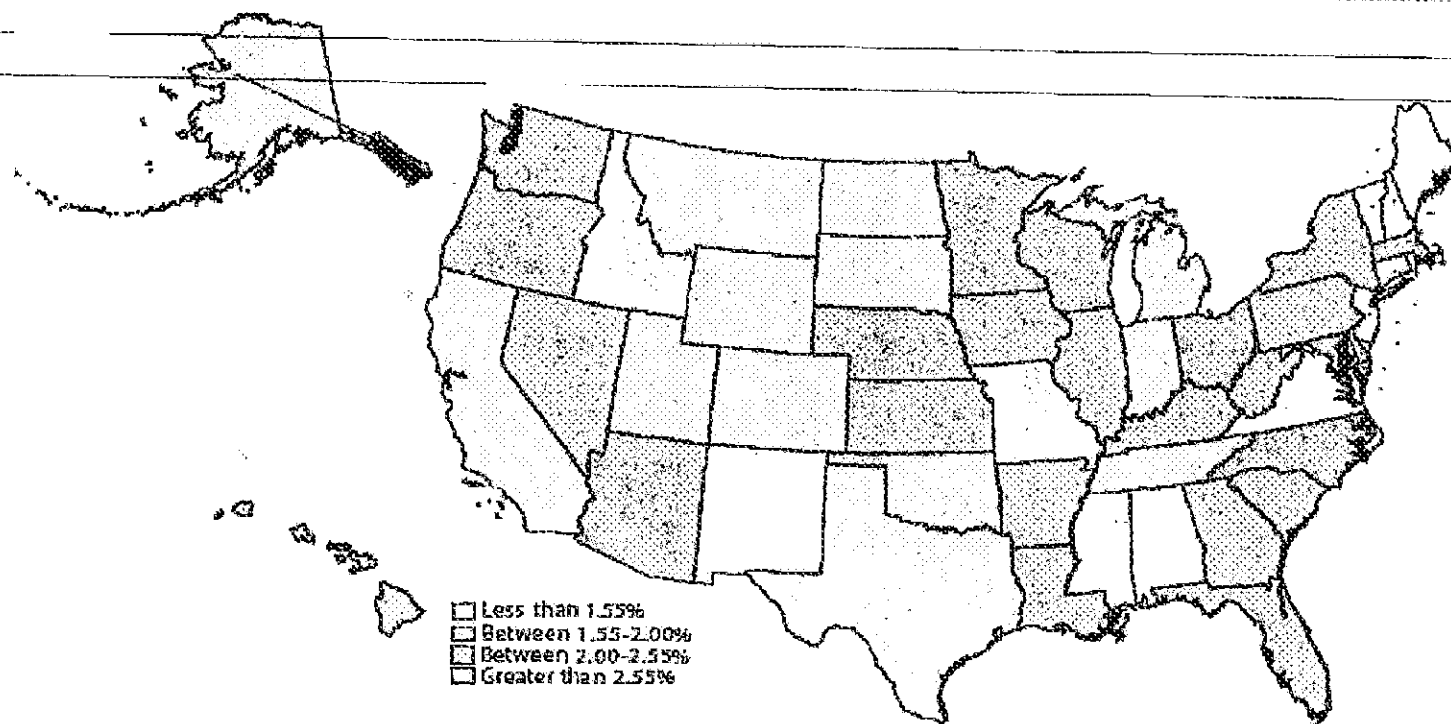 Less than 1.55%
Between 1.55-2.00%
Between 2.00-2.55%
Greater than 2.55%